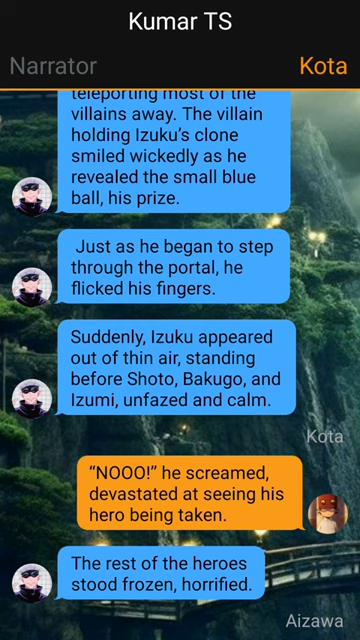 Kumar TS
Narrator
Kota
teleporting most of the
villains away. The villain
holding Izuku’s clone
smiled wickedly as he
revealed the small blue
ball, his prize.
Just as he began to step
through the portal, he
flicked his fingers.
Suddenly, Izuku appeared
out of thin air, standing
before Shoto, Bakugo, and
Izumi, unfazed and calm.
Kota
“NOOO!” he screamed,
devastated at seeing his
hero being taken.
The rest of the heroes
stood frozen, horrified.
Aizawa